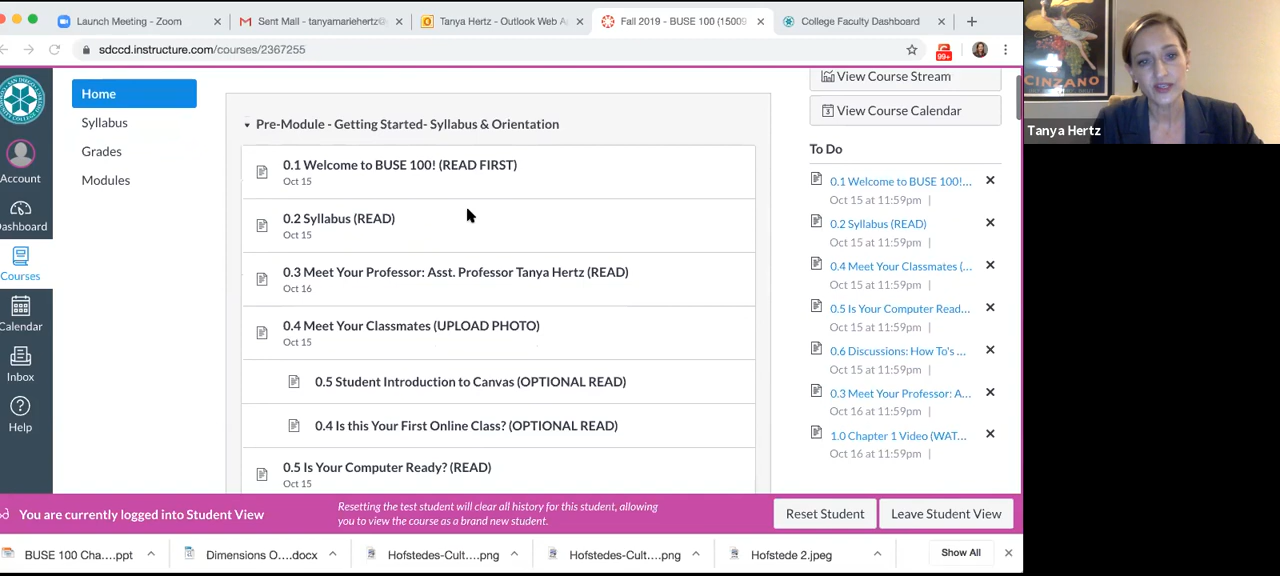 Launch Meeting - Zoom
Sent Mall - tanyamariehertz@
Tanya Hertz - Outlook Web A
Fall 2019 - BUSE 100 (15009
College Faculty Dashboard
sdccd.instructure.com/courses/2367255
99+
Home
Syllabus
Grades
Modules
Account
Dashboard
Courses
Calendar
Inbox
Help
Pre-Module - Getting Started- Syllabus & Orientation
0.1 Welcome to BUSE 100! (READ FIRST)
Oct 15
0.2 Syllabus (READ)
Oct 15
0.3 Meet Your Professor: Asst. Professor Tanya Hertz (READ)
Oct 16
0.4 Meet Your Classmates (UPLOAD PHOTO)
Oct 15
0.5 Student Introduction to Canvas (OPTIONAL READ)
0.4 Is this Your First Online Class? (OPTIONAL READ)
0.5 Is Your Computer Ready? (READ)
Oct 15
View Course Stream
View Course Calendar
To Do
0.1 Welcome to BUSE 100!...
Oct 15 at 11:59pm |
0.2 Syllabus (READ)
Oct 15 at 11:59pm |
0.4 Meet Your Classmates (...
Oct 15 at 11:59pm |
0.5 Is Your Computer Read...
Oct 15 at 11:59pm |
0.6 Discussions: How To's ...
Oct 15 at 11:59pm |
0.3 Meet Your Professor: A...
Oct 16 at 11:59pm |
1.0 Chapter 1 Video (WAT...
Oct 16 at 11:59pm |
CINZANO
Tanya Hertz
You are currently logged into Student View
Resetting the test student will clear all history for this student, allowing
you to view the course as a brand new student.
Reset Student
Leave Student View
BUSE 100 Cha....ppt
Dimensions O....docx
Hofstedes-Cult....png
Hofstedes-Cult....png
Hofstede 2.jpeg
Show All